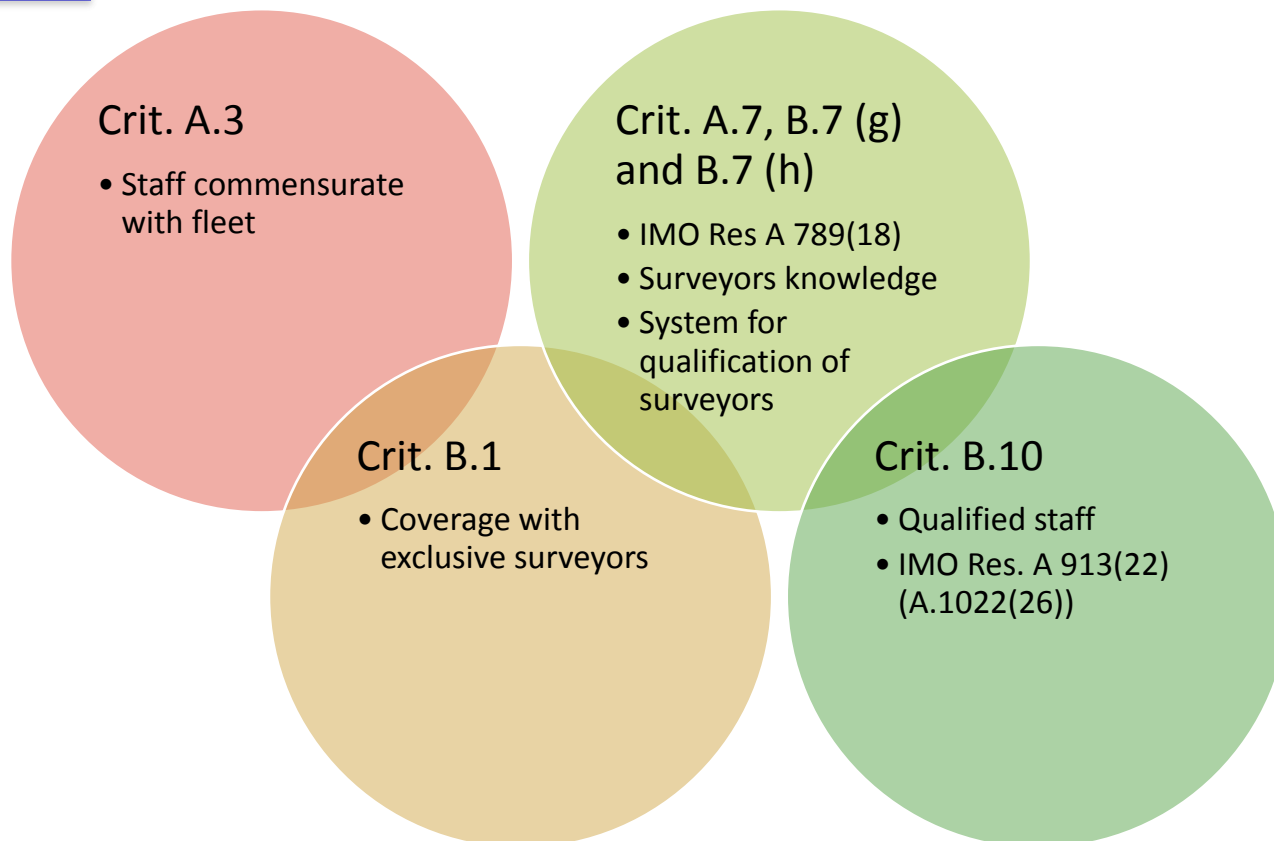 Crit. A.3
• Staff commensurate
with fleet
Crit. A.7, B.7 (g)
and B.7 (h)
• IMO Res A 789(18)
• Surveyors knowledge
• System for
qualification of
surveyors
Crit. B.1
• Coverage with
exclusive surveyors
Crit. B.10
• Qualified staff
• IMO Res. A 913(22)
(A.1022(26))